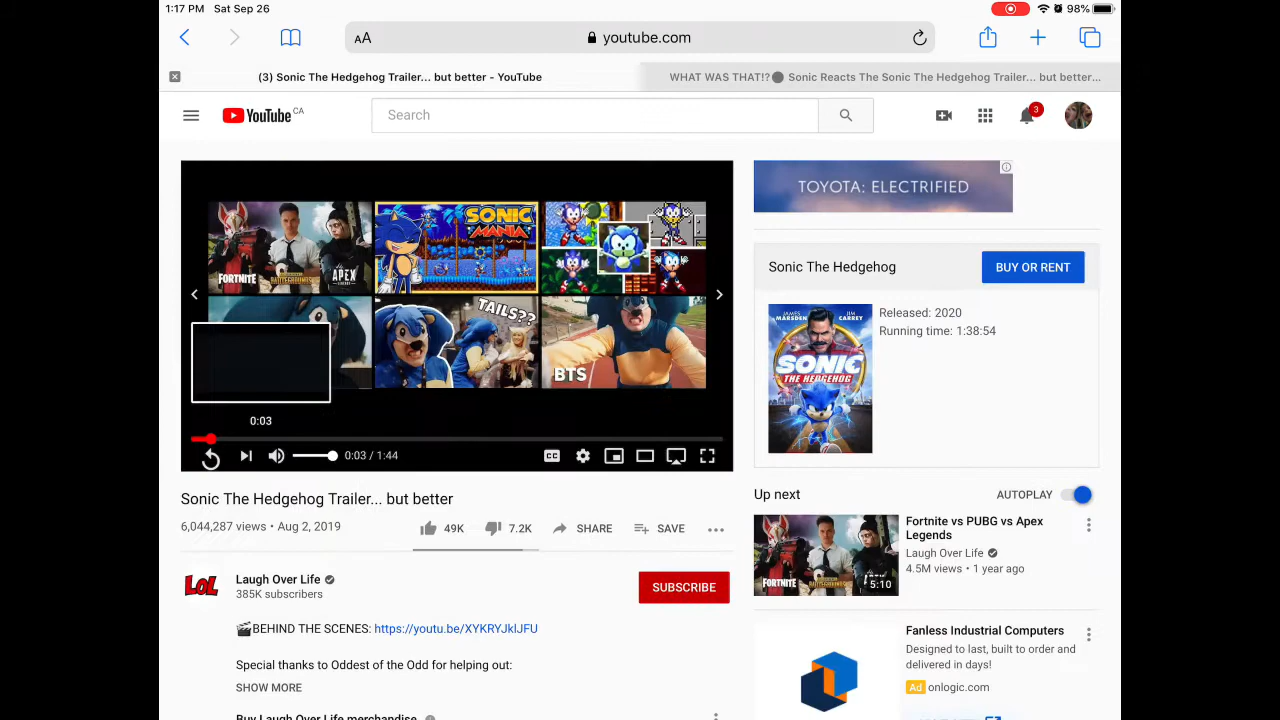 1:17 PM Sat Sep 26
98%
AA
youtube.com
(3) Sonic The Hedgehog Trailer... but better - YouTube
WHAT WAS THAT!? Sonic Reacts The Sonic The Hedgehog Trailer... but better...
YouTube CA
Search
3
FORTNITE
BATTLEGROUNDS
APEX
SONIC
MANIA
TAILS??
BTS
0:03
0:03 / 1:44
CC
TOYOTA: ELECTRIFIED
Sonic The Hedgehog
BUY OR RENT
JAMES MARSDEN
JIM CARREY
SONIC
THE HEDGEHOG
Released: 2020
Running time: 1:38:54
Sonic The Hedgehog Trailer... but better
6,044,287 views • Aug 2, 2019
49K
7.2K
SHARE
SAVE
LOL
Laugh Over Life
385K subscribers
SUBSCRIBE
BEHIND THE SCENES: https://youtu.be/XYKRYJklJFU
Special thanks to Oddest of the Odd for helping out:
SHOW MORE
Buy Laugh Over Life merchandise
Up next
AUTOPLAY
FORTNITE
APEX
5:10
Fortnite vs PUBG vs Apex
Legends
Laugh Over Life
4.5M views • 1 year ago
Fanless Industrial Computers
Designed to last, built to order and
delivered in days!
Ad onlogic.com